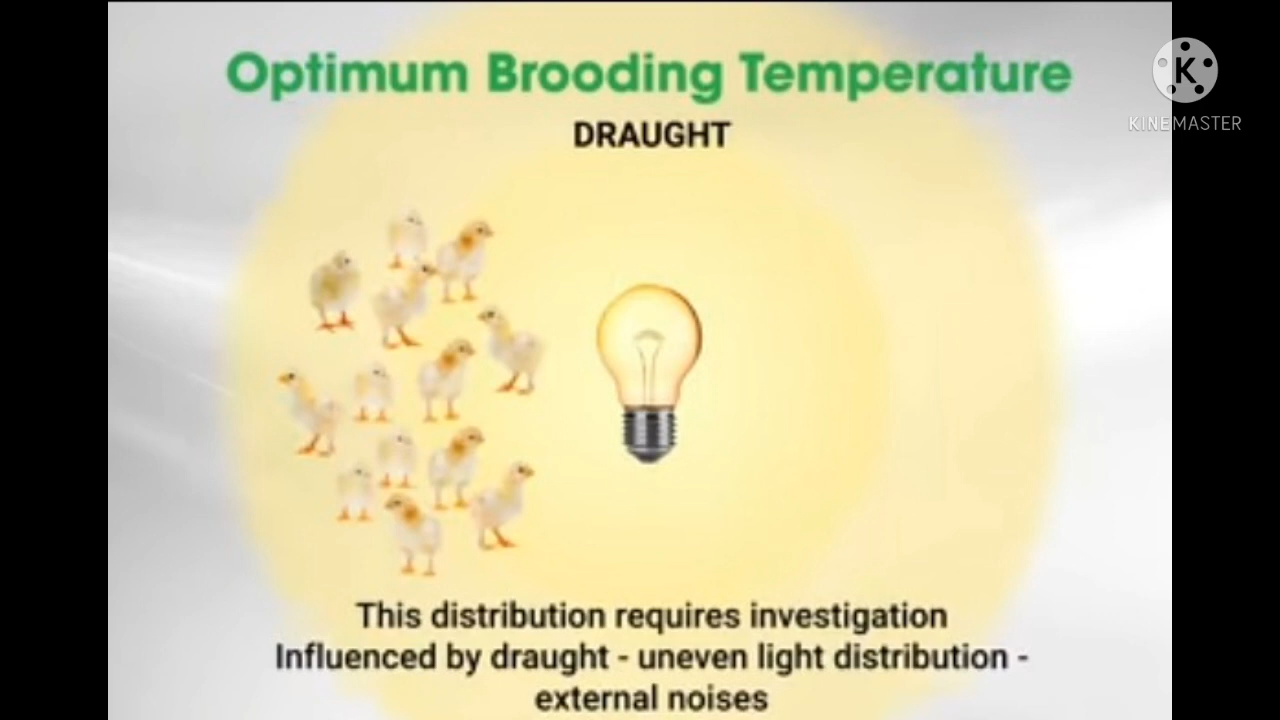 Optimum Brooding Temperature
DRAUGHT
K
KINEMASTER
This distribution requires investigation
Influenced by draught - uneven light distribution -
external noises